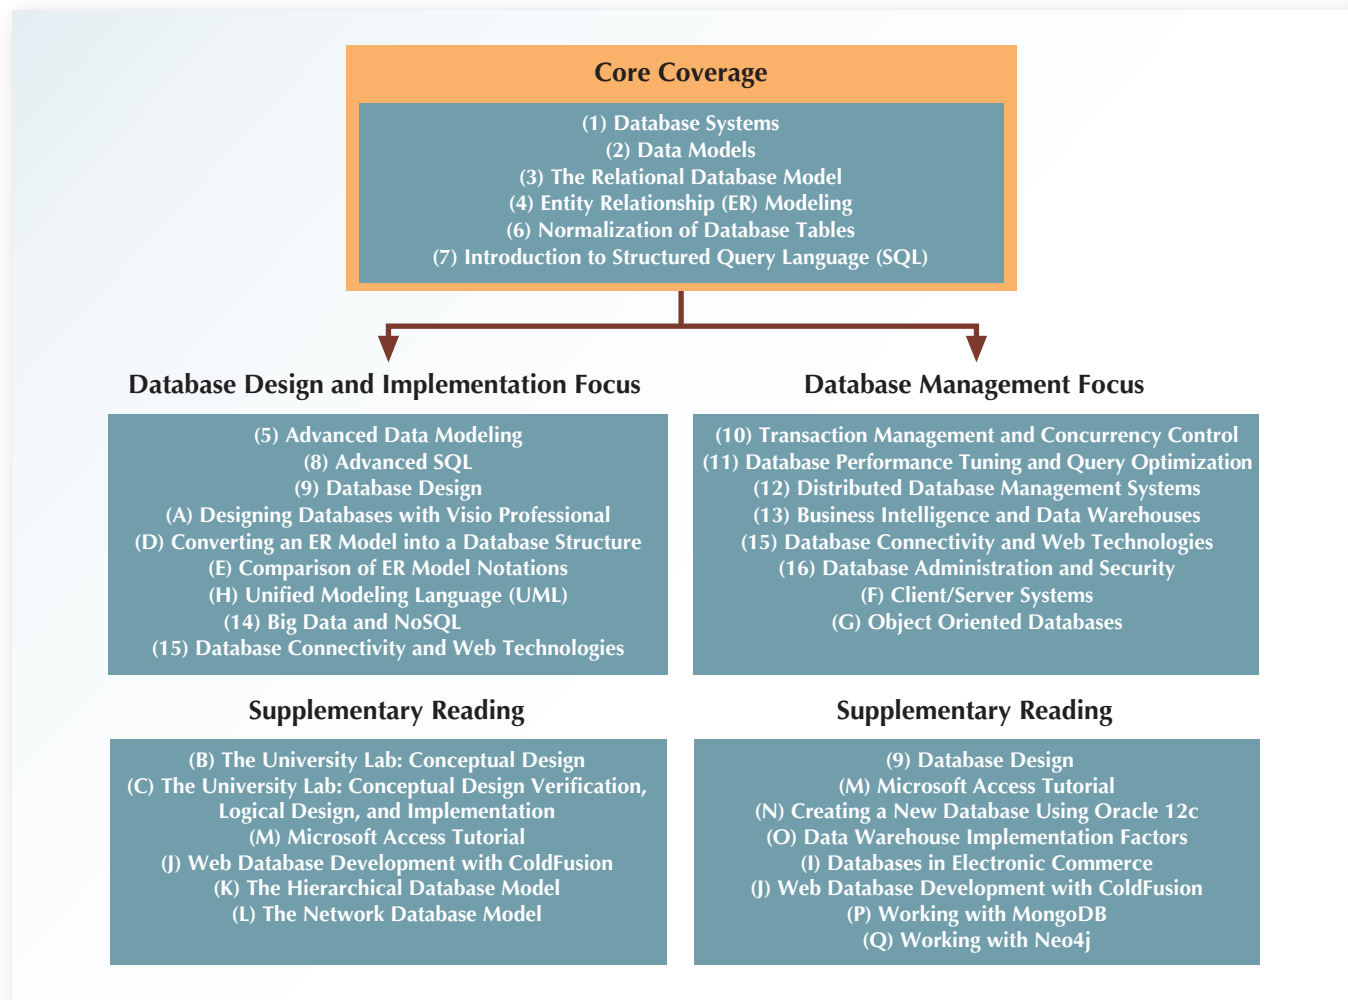 Core Coverage
(1) Database Systems
(2) Data Models
(3) The Relational Database Model
(4) Entity Relationship (ER) Modeling
(6) Normalization of Database Tables
(7) Introduction to Structured Query Language (SQL)
Database Design and Implementation Focus
(5) Advanced Data Modeling
(8) Advanced SQL
(9) Database Design
(A) Designing Databases with Visio Professional
(D) Converting an ER Model into a Database Structure
(E) Comparison of ER Model Notations
(H) Unified Modeling Language (UML)
(14) Big Data and NoSQL
(15) Database Connectivity and Web Technologies
Database Management Focus
(10) Transaction Management and Concurrency Control
(11) Database Performance Tuning and Query Optimization
(12) Distributed Database Management Systems
(13) Business Intelligence and Data Warehouses
(15) Database Connectivity and Web Technologies
(16) Database Administration and Security
(F) Client/Server Systems
(G) Object Oriented Databases
Supplementary Reading
(B) The University Lab: Conceptual Design
(C) The University Lab: Conceptual Design Verification,
Logical Design, and Implementation
(M) Microsoft Access Tutorial
(J) Web Database Development with ColdFusion
(K) The Hierarchical Database Model
(L) The Network Database Model
Supplementary Reading
(9) Database Design
(M) Microsoft Access Tutorial
(N) Creating a New Database Using Oracle 12c
(O) Data Warehouse Implementation Factors
(I) Databases in Electronic Commerce
(J) Web Database Development with ColdFusion
(P) Working with MongoDB
(Q) Working with Neo4j